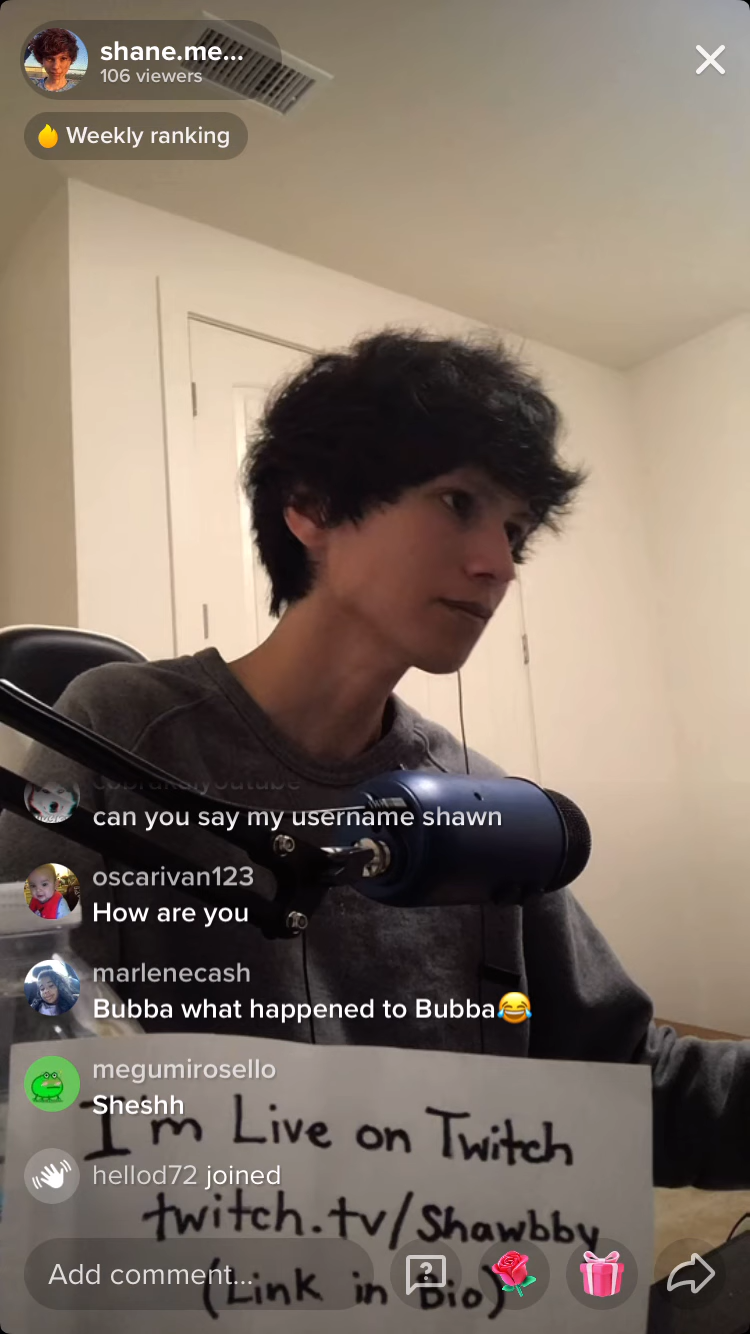 shane.me...
106 viewers
Weekly ranking
can you say my username shawn
oscarivan123
How are you
marlenecash
Bubba what happened to Bubba😂
megumirosello
Sheshh
I'm Live on Twitch
hellod72 joined
twitch.tv/Shawbby
Add comment...
(Link in Bio)